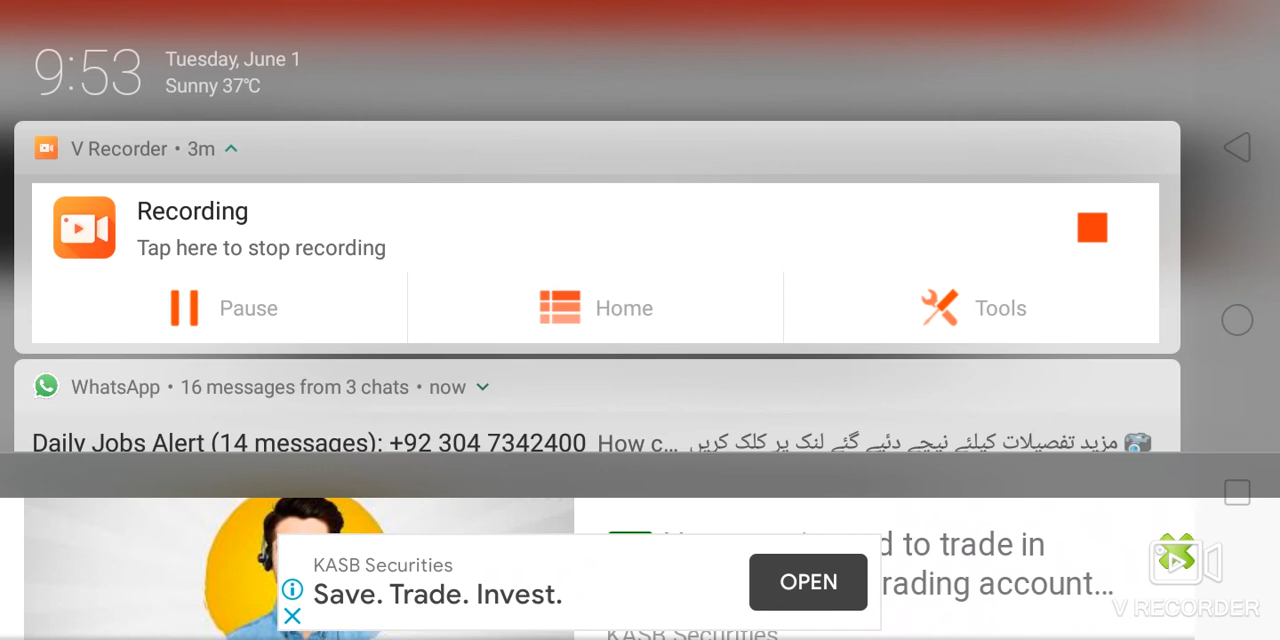 9:53
Tuesday, June 1
Sunny 37℃
V Recorder • 3m
Recording
Tap here to stop recording
Pause
Home
Tools
WhatsApp • 16 messages from 3 chats • now
Daily Jobs Alert (14 messages): +92 304 7342400 How c... مزید تفصیلات کیلئے نیچے دئیے گئے لنک پر کلک کریں
KASB Securities
Save. Trade. Invest.
OPEN
d to trade in
rading account...
KASB Securities
V RECORDER